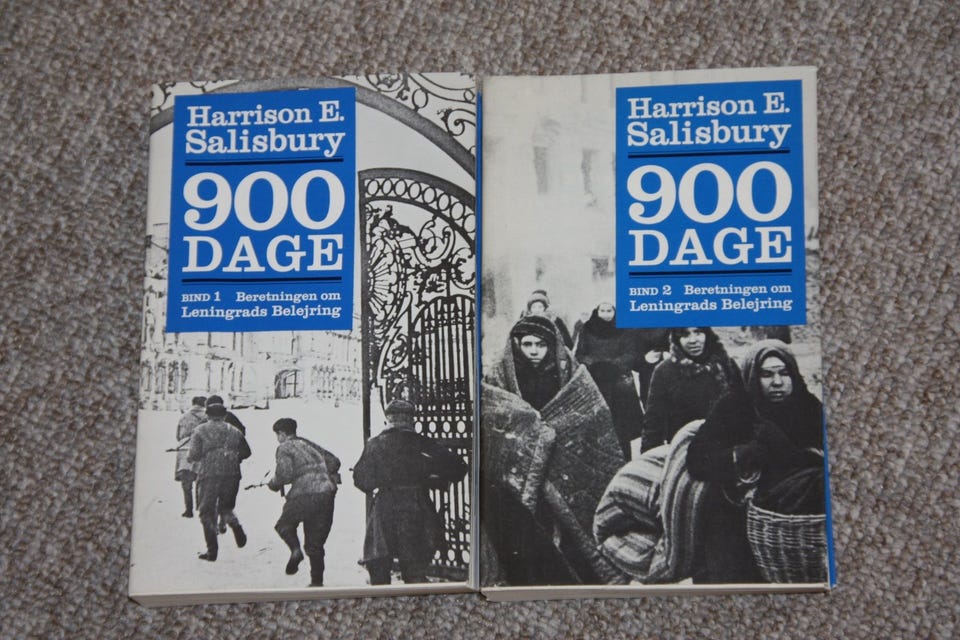 Harrison E.
Salisbury
900
DAGE
BIND 1 Beretningen om
Leningrads Belejring
Harrison E.
Salisbury
900
DAGE
BIND 2 Beretningen om
Leningrads Belejring